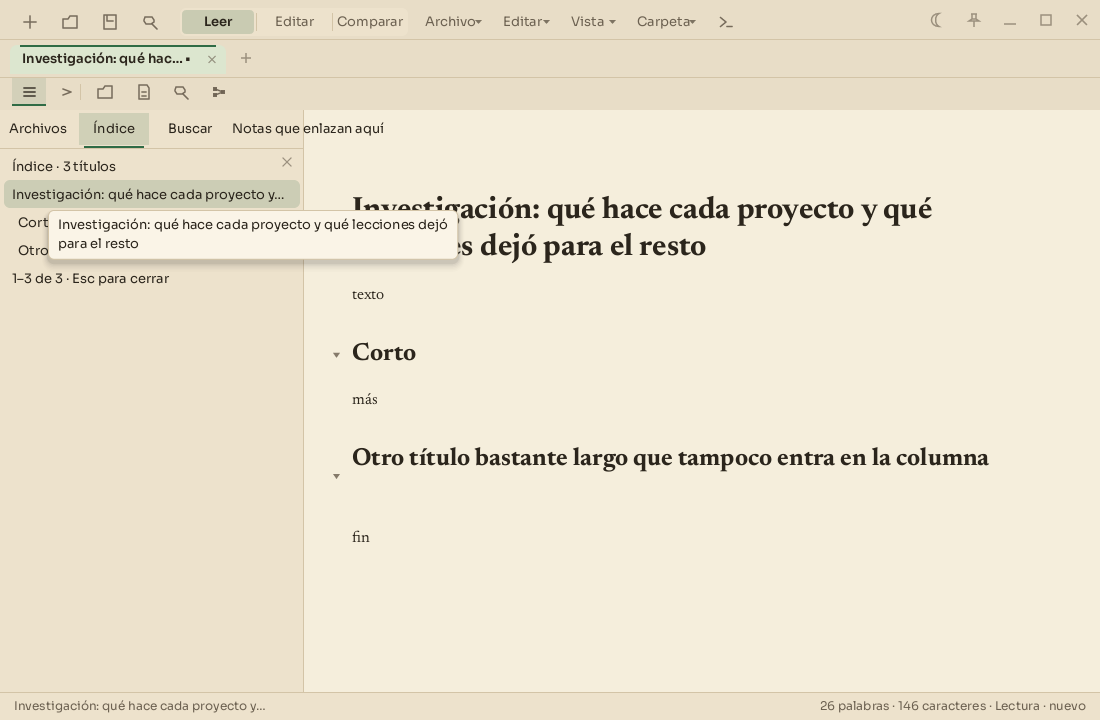 Leer Editar Comparar Archivo Editar Vista Carpeta
Investigación: qué hac...
Archivos Índice Buscar Notas que enlazan aquí
Índice · 3 títulos
Investigación: qué hace cada proyecto y...
Cort
Otro
Investigación: qué hace cada proyecto y qué lecciones dejó
para el resto
1–3 de 3 · Esc para cerrar
Investigación: qué hace cada proyecto y qué
es dejó para el resto
texto
Corto
más
Otro título bastante largo que tampoco entra en la columna
fin
Investigación: qué hace cada proyecto y...
26 palabras · 146 caracteres · Lectura · nuevo